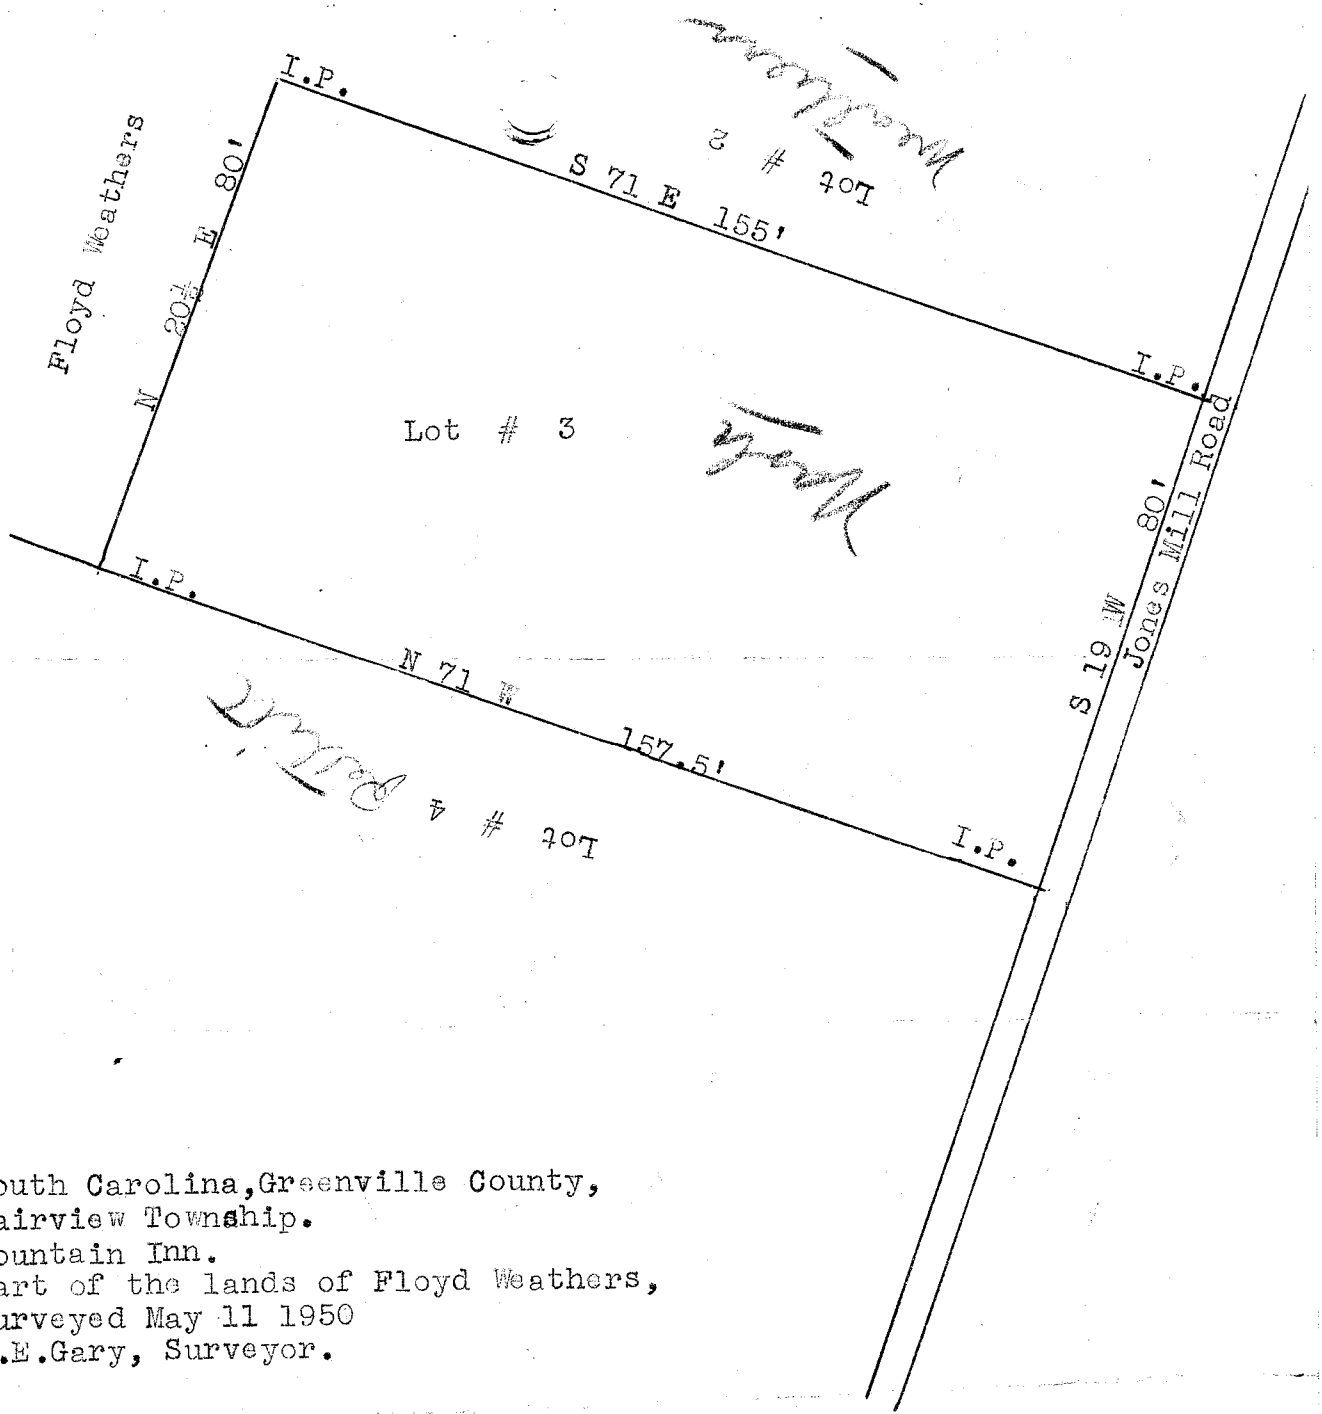 I.P.
Weathers
Lot # 2
S 71 E 155'
Floyd Weathers
N 20½ E 80'
I.P.
Lot # 3
S 19 W 80'
Jones Mill Road
I.P.
N 71 W 157.5'
I.P.
Lot # 4
outh Carolina,Greenville County,
airview Township.
ountain Inn.
art of the lands of Floyd Weathers,
urveyed May 11 1950
.E.Gary, Surveyor.